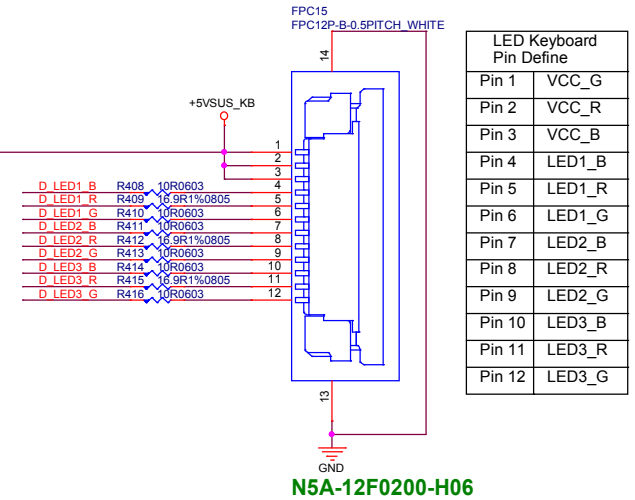 FPC15
FPC12P-B-0.5PITCH_WHITE
14
+5VSUS_KB
1
2
3
D_LED1_B R408 10R0603 4
D_LED1_R R409 16.9R1%0805 5
D_LED1_G R410 10R0603 6
D_LED2_B R411 10R0603 7
D_LED2_R R412 16.9R1%0805 8
D_LED2_G R413 10R0603 9
D_LED3_B R414 10R0603 10
D_LED3_R R415 16.9R1%0805 11
D_LED3_G R416 10R0603 12
13
GND
N5A-12F0200-H06
LED Keyboard
Pin Define
Pin 1 VCC_G
Pin 2 VCC_R
Pin 3 VCC_B
Pin 4 LED1_B
Pin 5 LED1_R
Pin 6 LED1_G
Pin 7 LED2_B
Pin 8 LED2_R
Pin 9 LED2_G
Pin 10 LED3_B
Pin 11 LED3_R
Pin 12 LED3_G